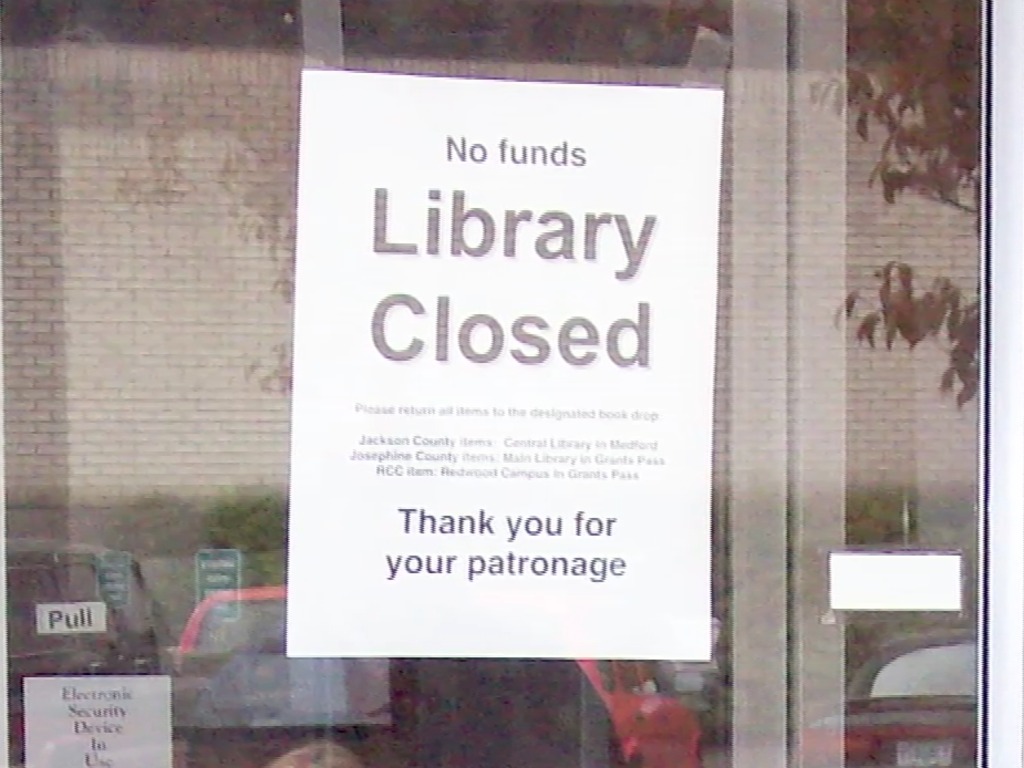 No funds
Library
Closed
Please return all items to the designated book drop
Jackson County items: Central Library in Medford
Josephine County items: Main Library in Grants Pass
RCC item: Redwood Campus in Grants Pass
Thank you for
your patronage
Pull
Electronic
Security
Device
In
Use